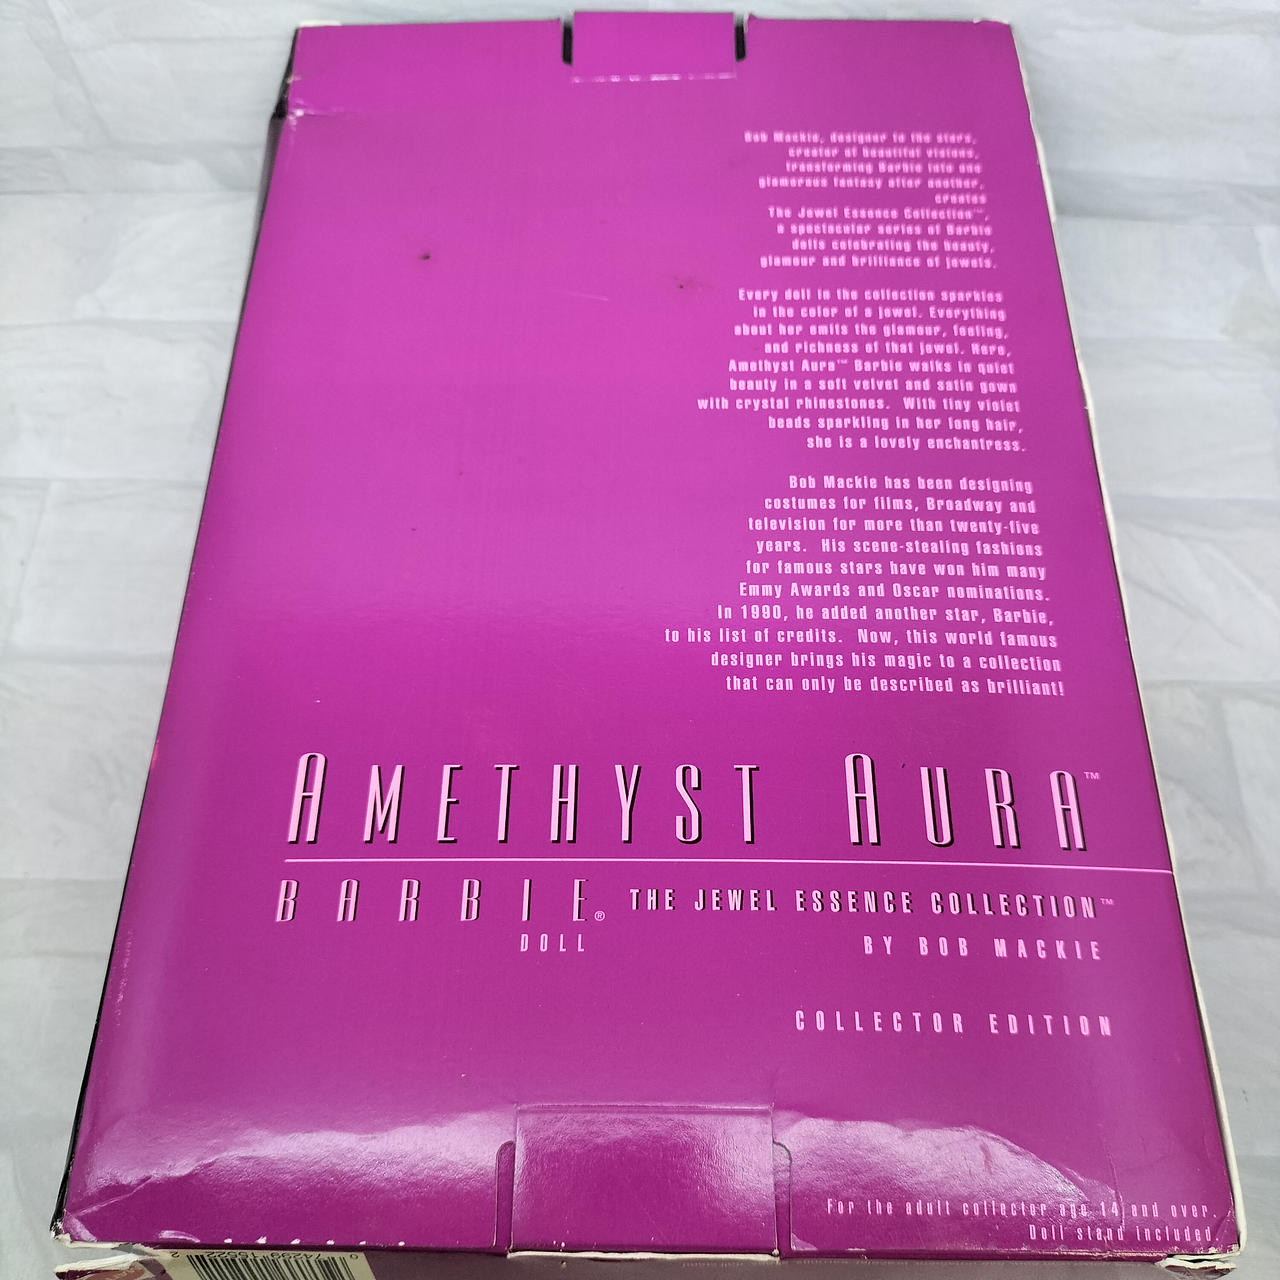 Bob Mackie, designer to the stars,
creator of beautiful visions,
transforming Barbie into one
glamorous fantasy after another,
creates
The Jewel Essence Collection™,
a spectacular series of Barbie
dolls celebrating the beauty,
glamour and brilliance of jewels.
Every doll in the collection sparkles
in the color of a jewel. Everything
about her emits the glamour, feeling,
and richness of that jewel. Here,
Amethyst Aura™ Barbie walks in quiet
beauty in a soft velvet and satin gown
with crystal rhinestones. With tiny violet
beads sparkling in her long hair,
she is a lovely enchantress.
Bob Mackie has been designing
costumes for films, Broadway and
television for more than twenty-five
years. His scene-stealing fashions
for famous stars have won him many
Emmy Awards and Oscar nominations.
In 1990, he added another star, Barbie,
to his list of credits. Now, this world famous
designer brings his magic to a collection
that can only be described as brilliant!
AMETHYST AURA™
BARBIE® THE JEWEL ESSENCE COLLECTION™
DOLL BY BOB MACKIE
COLLECTOR EDITION
For the adult collector age 14 and over.
Doll stand included.
0 74299 15522 2